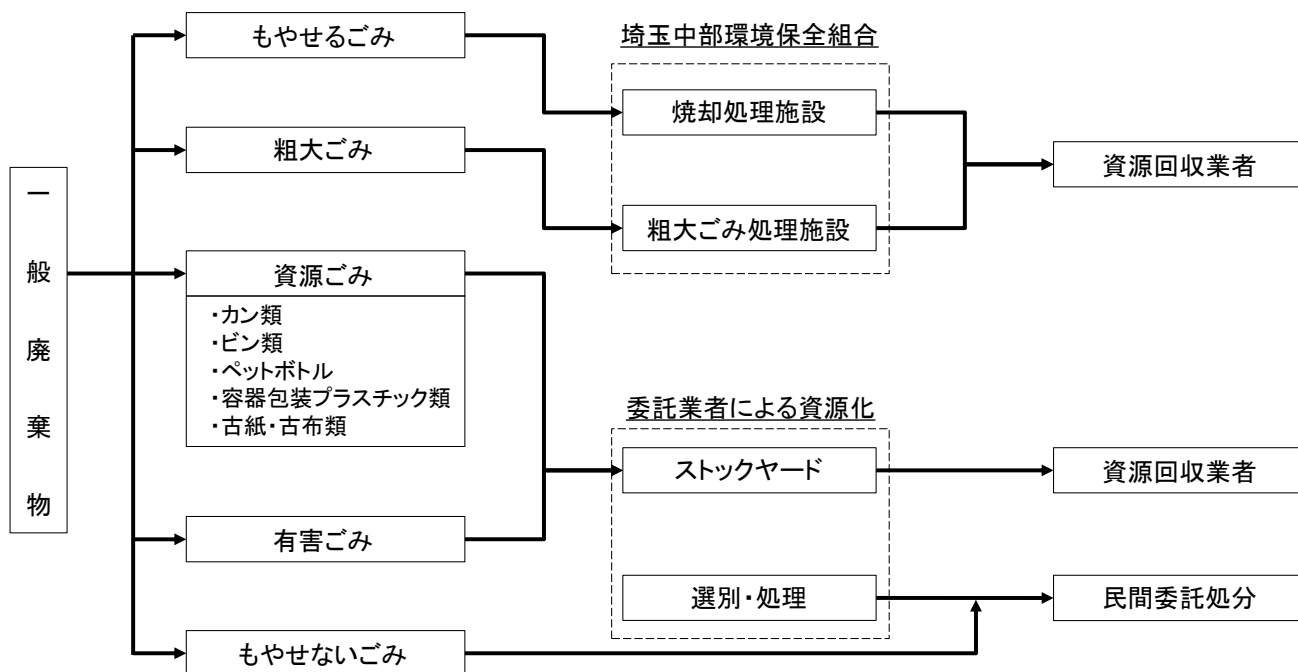 一般廃棄物
もやせるごみ
粗大ごみ
資源ごみ
・カン類
・ビン類
・ペットボトル
・容器包装プラスチック類
・古紙・古布類
有害ごみ
もやせないごみ
埼玉中部環境保全組合
焼却処理施設
粗大ごみ処理施設
資源回収業者
委託業者による資源化
ストックヤード
資源回収業者
選別・処理
民間委託処分